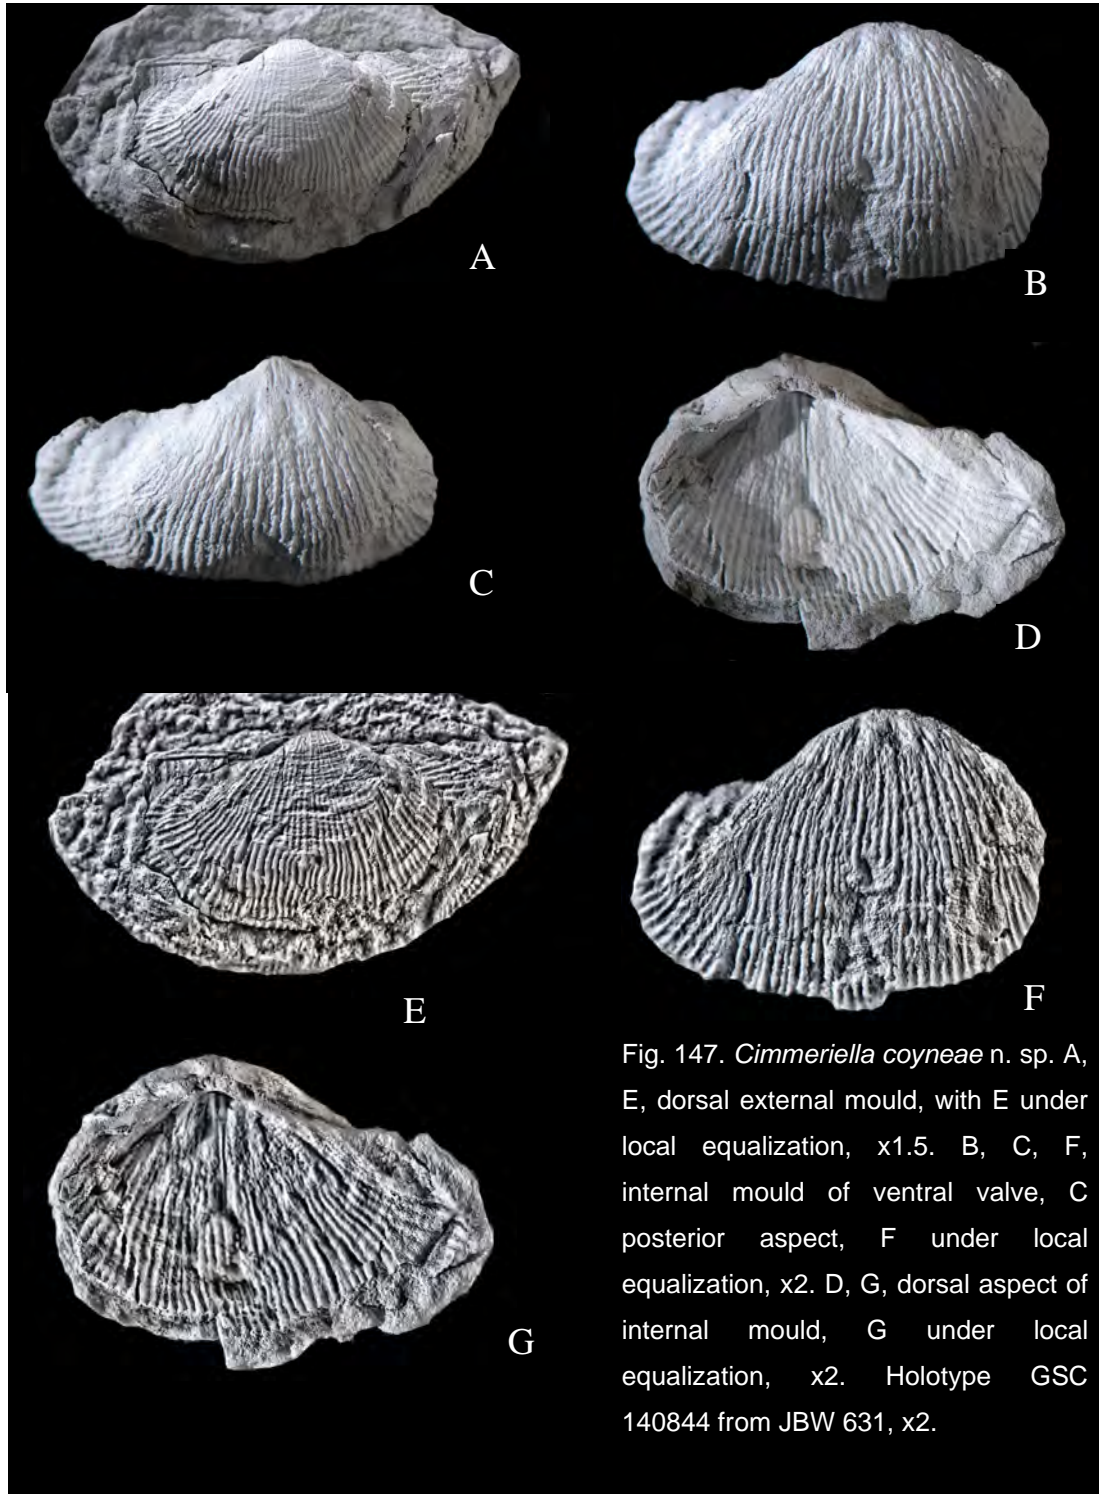 A
B
C
D
E
F
Fig. 147. Cimmeriella coyneae n. sp. A,
E, dorsal external mould, with E under
local equalization, x1.5. B, C, F,
internal mould of ventral valve, C
posterior aspect, F under local
equalization, x2. D, G, dorsal aspect of
internal mould, G under local
equalization, x2. Holotype GSC
140844 from JBW 631, x2.
G